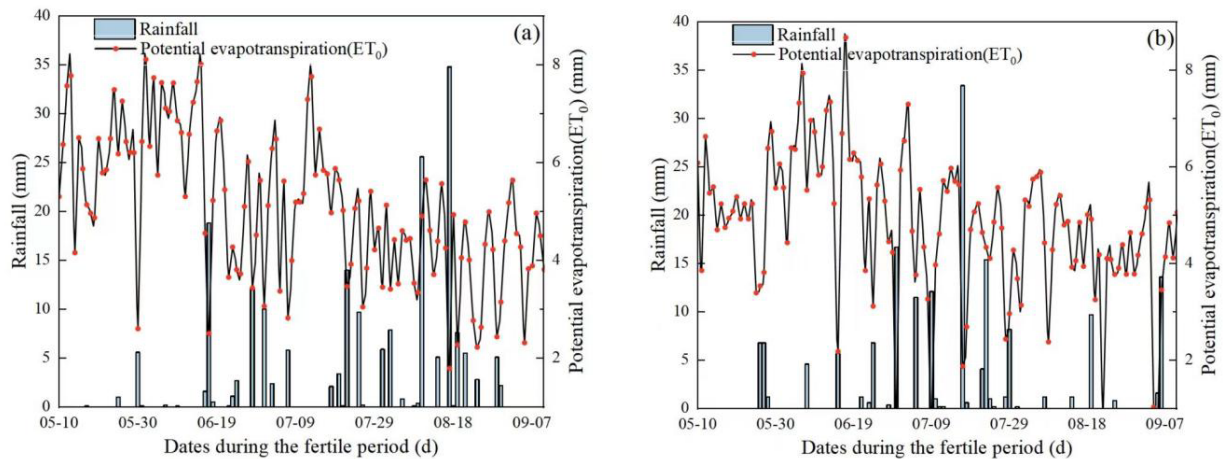 40
35
30
25
20
15
10
5
0
Rainfall (mm)
Rainfall
Potential evapotranspiration(ET₀)
(a)
8
6
4
2
Potential evapotranspiration(ET₀) (mm)
05-10 05-30 06-19 07-09 07-29 08-18 09-07
Dates during the fertile period (d)
40
35
30
25
20
15
10
5
0
Rainfall (mm)
Rainfall
Potential evapotranspiration(ET₀)
(b)
8
6
4
2
Potential evapotranspiration(ET₀) (mm)
05-10 05-30 06-19 07-09 07-29 08-18 09-07
Dates during the fertile period (d)